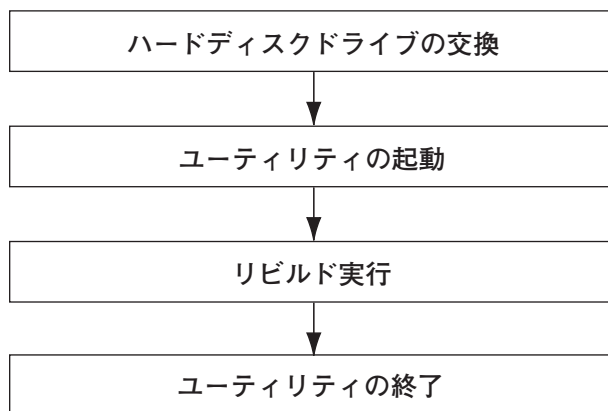 ハードディスクドライブの交換
ユーティリティの起動
リビルド実行
ユーティリティの終了